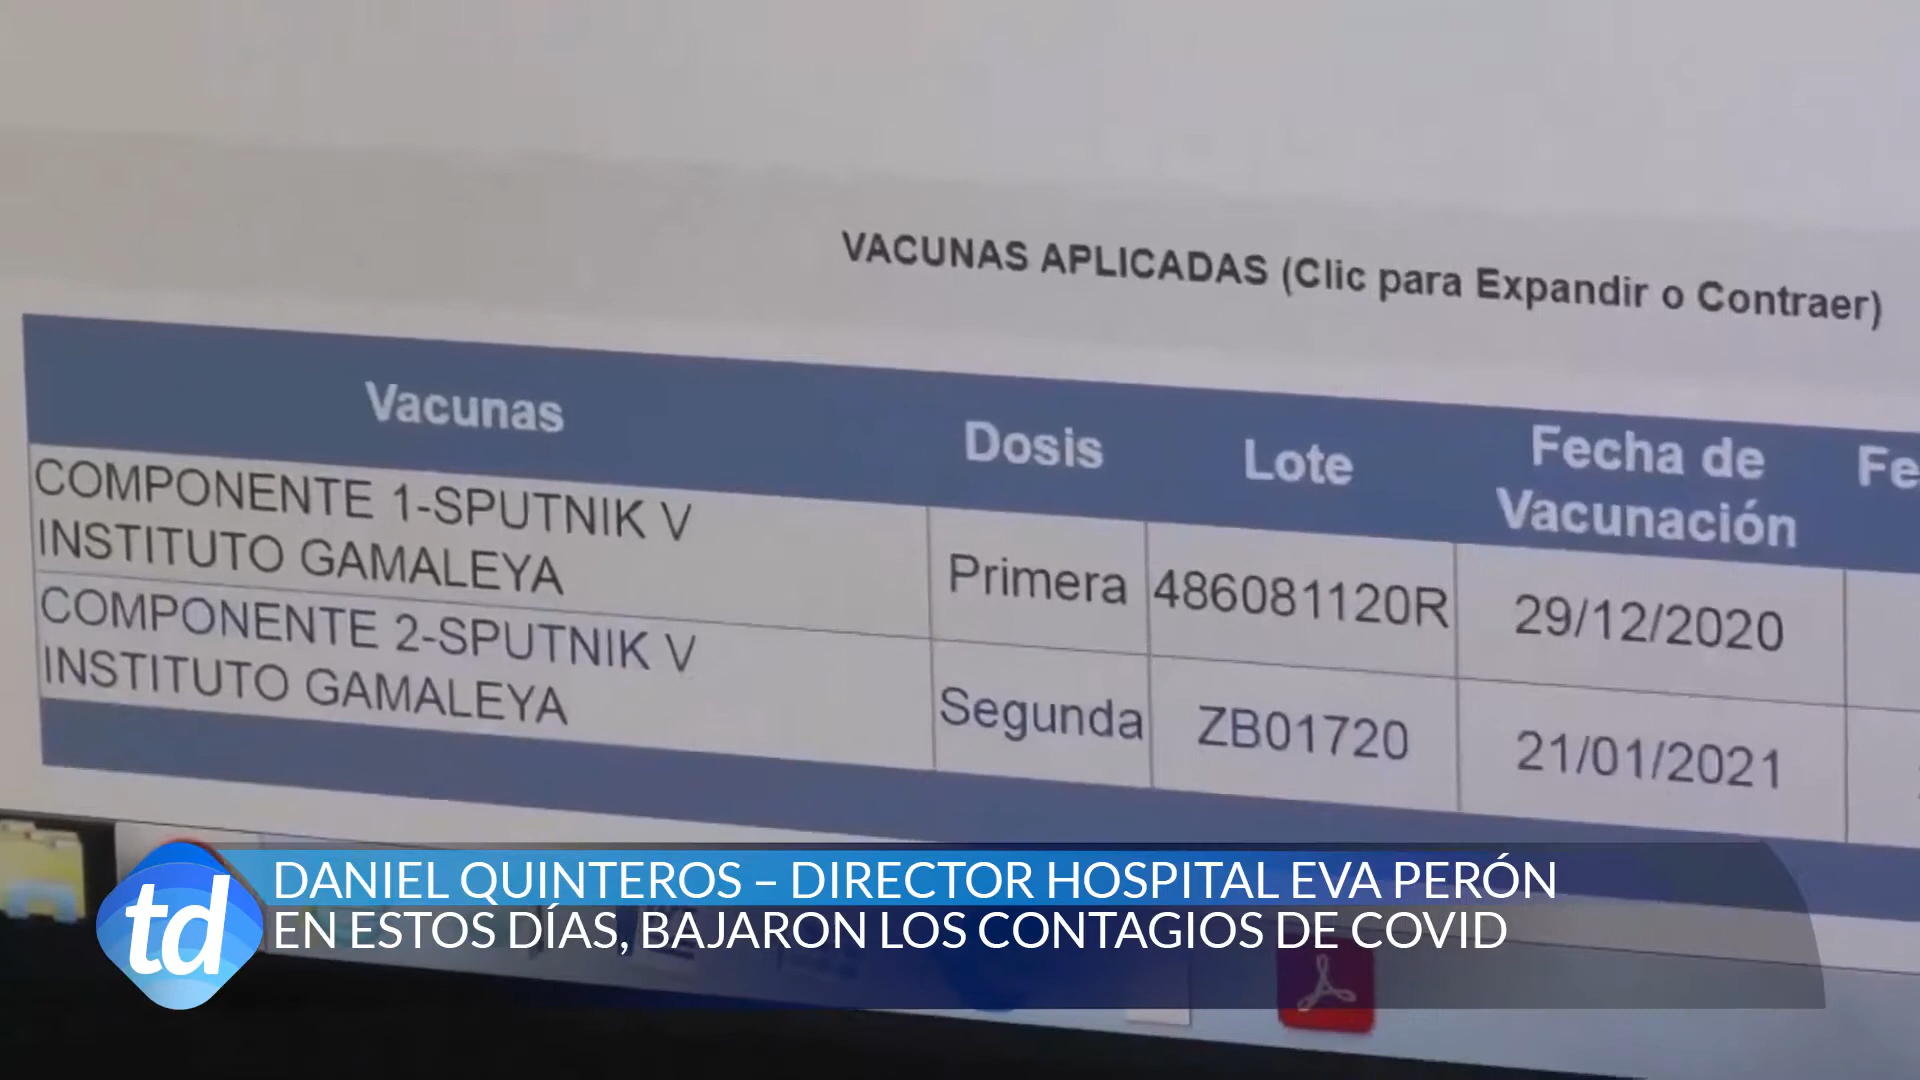 VACUNAS APLICADAS (Clic para Expandir o Contraer)
Vacunas Dosis Lote Fecha de Vacunación Fe
COMPONENTE 1-SPUTNIK V
INSTITUTO GAMALEYA
Primera 486081120R 29/12/2020
COMPONENTE 2-SPUTNIK V
INSTITUTO GAMALEYA
Segunda ZB01720 21/01/2021
td
DANIEL QUINTEROS – DIRECTOR HOSPITAL EVA PERÓN
EN ESTOS DÍAS, BAJARON LOS CONTAGIOS DE COVID